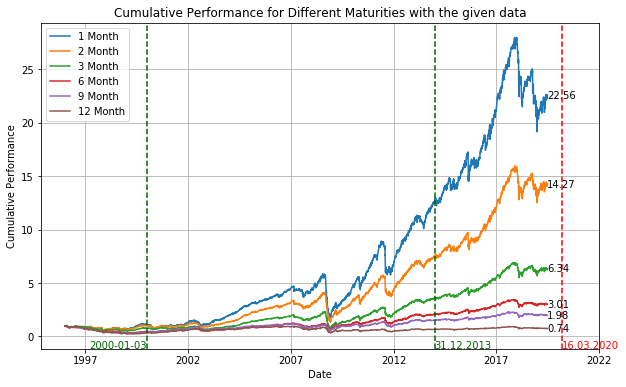 Cumulative Performance for Different Maturities with the given data
1 Month
2 Month
3 Month
6 Month
9 Month
12 Month
Cumulative Performance
25
20
15
10
5
0
22.56
14.27
6.34
3.01
1.98
0.74
2000-01-03
31.12.2013
16.03.2020
1997
2002
2007
2012
2017
2022
Date